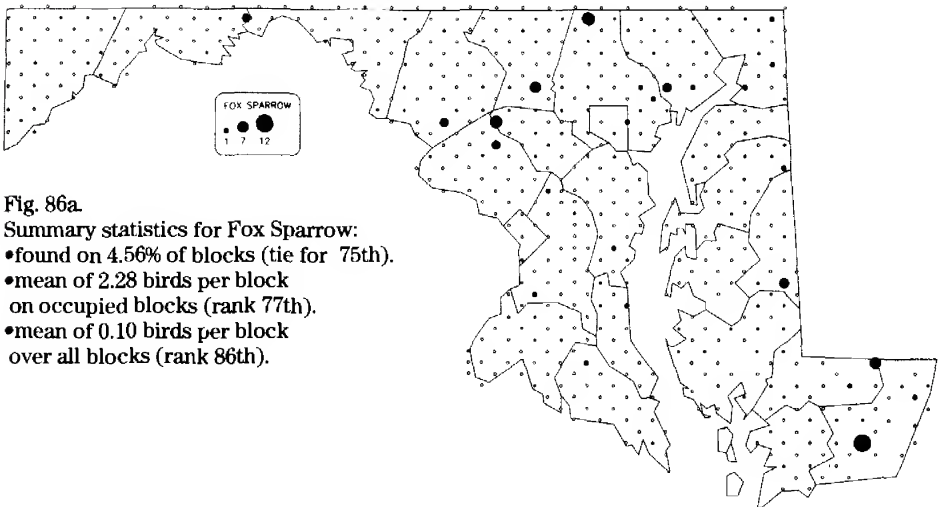 FOX SPARROW
1 7 12
Fig. 86a.
Summary statistics for Fox Sparrow:
•found on 4.56% of blocks (tie for 75th).
•mean of 2.28 birds per block
on occupied blocks (rank 77th).
•mean of 0.10 birds per block
over all blocks (rank 86th).